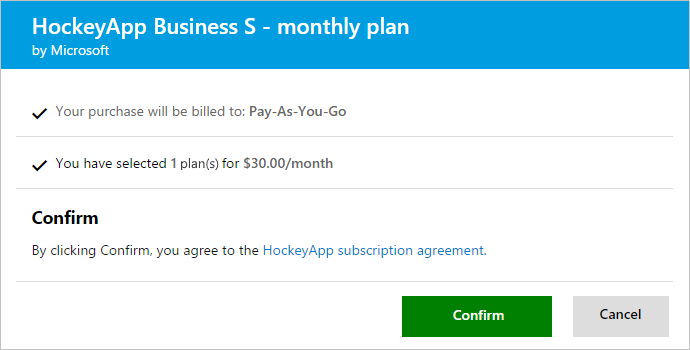 HockeyApp Business S - monthly plan
by Microsoft
Your purchase will be billed to: Pay-As-You-Go
You have selected 1 plan(s) for $30.00/month
Confirm
By clicking Confirm, you agree to the HockeyApp subscription agreement.
Confirm
Cancel